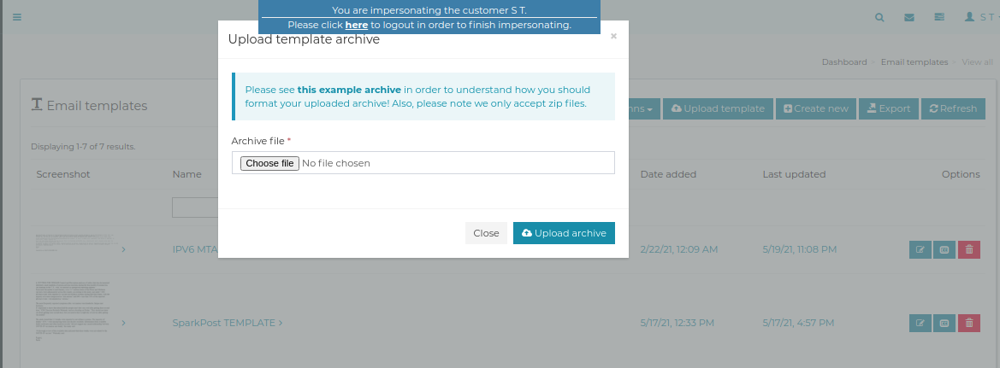 You are impersonating the customer S T.
Please click here to logout in order to finish impersonating.
S T
Upload template archive
×
Dashboard Email templates View all
Please see this example archive in order to understand how you should
format your uploaded archive! Also, please note we only accept zip files.
Email templates
Upload template Create new Export Refresh
Archive file *
Displaying 1-7 of 7 results.
Choose file No file chosen
Screenshot Name Date added Last updated Options
Close Upload archive
IPV6 MTA 2/22/21, 12:09 AM 5/19/21, 11:08 PM
SparkPost TEMPLATE 5/17/21, 12:33 PM 5/17/21, 4:57 PM